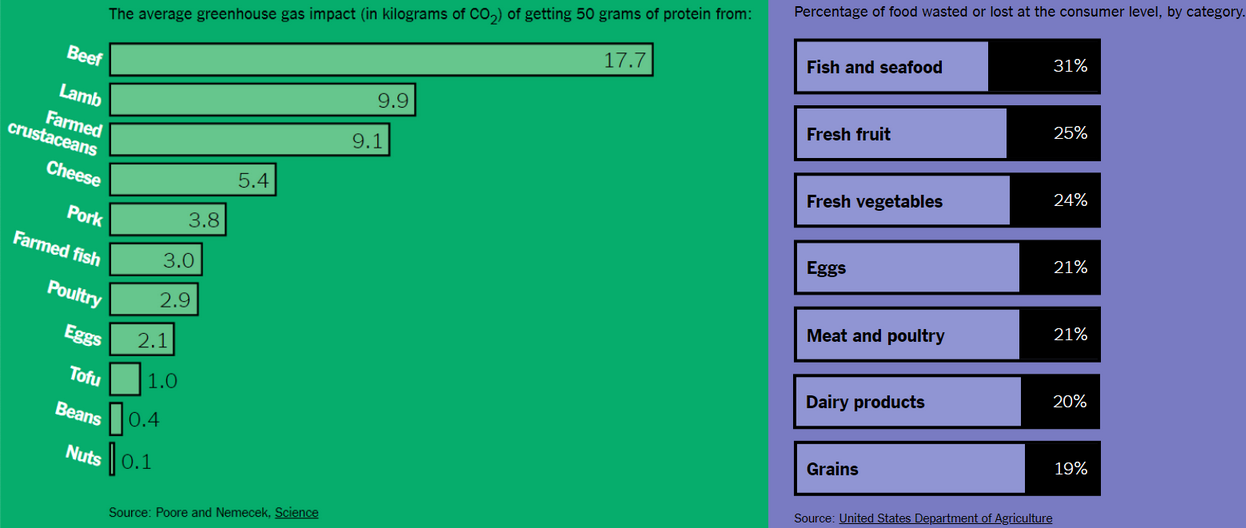 The average greenhouse gas impact (in kilograms of CO2) of getting 50 grams of protein from:
Beef 17.7
Lamb 9.9
Farmed
crustaceans 9.1
Cheese 5.4
Pork 3.8
Farmed fish 3.0
Poultry 2.9
Eggs 2.1
Tofu 1.0
Beans 0.4
Nuts 0.1
Source: Poore and Nemecek, Science
Percentage of food wasted or lost at the consumer level, by category.
Fish and seafood 31%
Fresh fruit 25%
Fresh vegetables 24%
Eggs 21%
Meat and poultry 21%
Dairy products 20%
Grains 19%
Source: United States Department of Agriculture